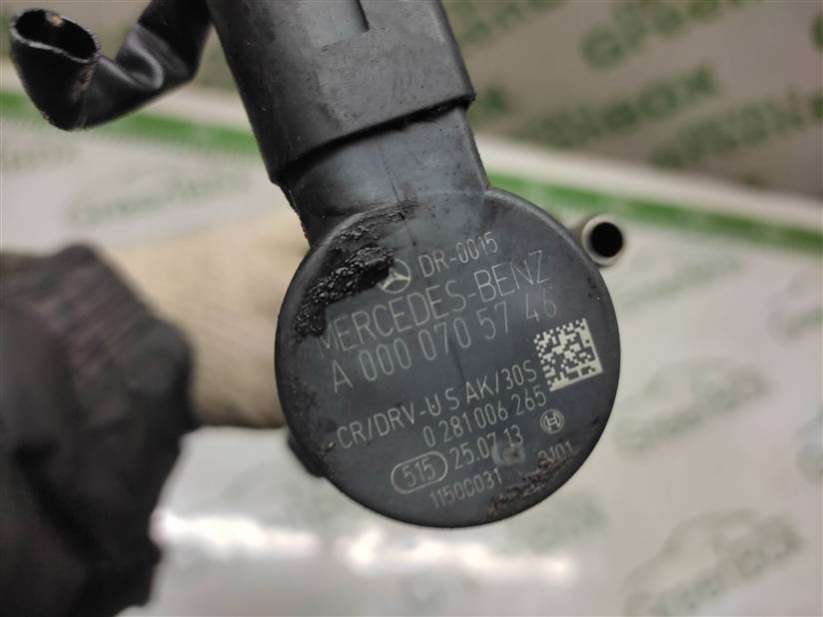 DR-0015
MERCEDES-BENZ
A 000 070 57 46
CR/DRV-U S AK/30S
0 281 006 265
515 25.07.13